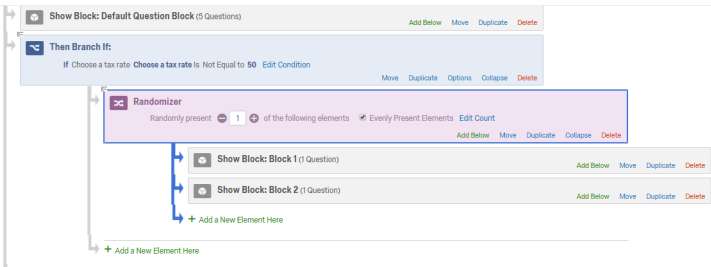 Show Block: Default Question Block (5 Questions)
Add Below Move Duplicate Delete
Then Branch If:
If Choose a tax rate Choose a tax rate Is Not Equal to 50 Edit Condition
Move Duplicate Options Collapse Delete
Randomizer
Randomly present 1 of the following elements Evenly Present Elements Edit Count
Add Below Move Duplicate Collapse Delete
Show Block: Block 1 (1 Question)
Add Below Move Duplicate Delete
Show Block: Block 2 (1 Question)
Add Below Move Duplicate Delete
+ Add a New Element Here
+ Add a New Element Here